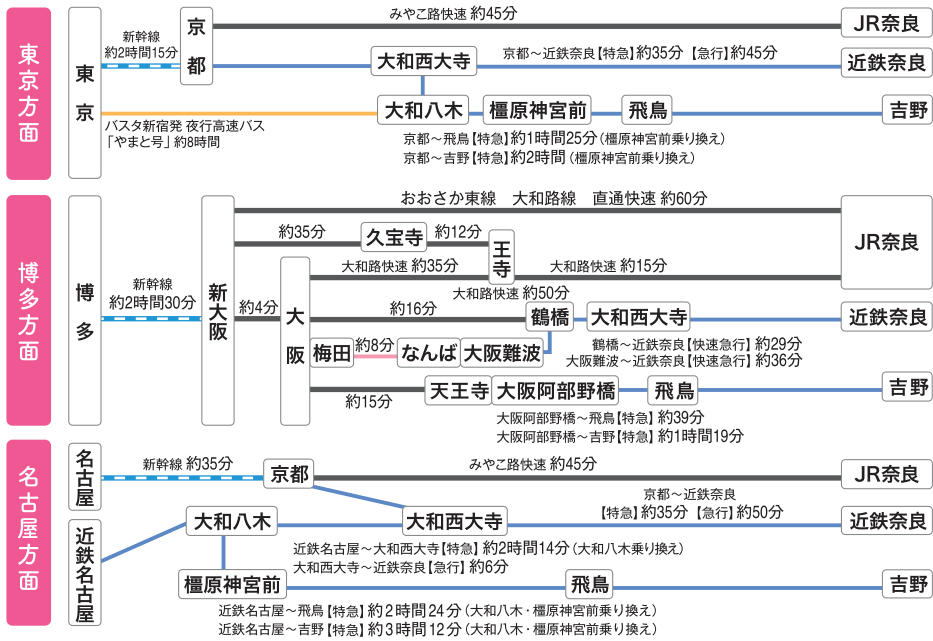 東京方面
東京
新幹線
約2時間15分
京都
みやこ路快速 約45分
JR奈良
大和西大寺
京都～近鉄奈良【特急】約35分 【急行】約45分
近鉄奈良
バスタ新宿発 夜行高速バス
「やまと号」 約8時間
大和八木
橿原神宮前
飛鳥
吉野
京都～飛鳥【特急】約1時間25分（橿原神宮前乗り換え）
京都～吉野【特急】約2時間（橿原神宮前乗り換え）
博多方面
博多
新幹線
約2時間30分
新大阪
おおさか東線 大和路線 直通快速 約60分
JR奈良
約35分
久宝寺
約12分
王寺
約4分
大阪
大和路快速 約35分
大和路快速 約15分
大和路快速 約50分
約16分
鶴橋
大和西大寺
近鉄奈良
梅田
約8分
なんば
大阪難波
鶴橋～近鉄奈良【快速急行】約29分
大阪難波～近鉄奈良【快速急行】約36分
約15分
天王寺
大阪阿部野橋
飛鳥
吉野
大阪阿部野橋～飛鳥【特急】 約39分
大阪阿部野橋～吉野【特急】 約1時間19分
名古屋方面
名古屋
新幹線 約35分
京都
みやこ路快速 約45分
JR奈良
近鉄名古屋
大和八木
大和西大寺
京都～近鉄奈良
【特急】約35分 【急行】約50分
近鉄奈良
近鉄名古屋～大和西大寺【特急】約2時間14分（大和八木乗り換え）
大和西大寺～近鉄奈良【急行】約6分
橿原神宮前
飛鳥
吉野
近鉄名古屋～飛鳥【特急】約2時間24分（大和八木・橿原神宮前乗り換え）
近鉄名古屋～吉野【特急】約3時間12分（大和八木・橿原神宮前乗り換え）